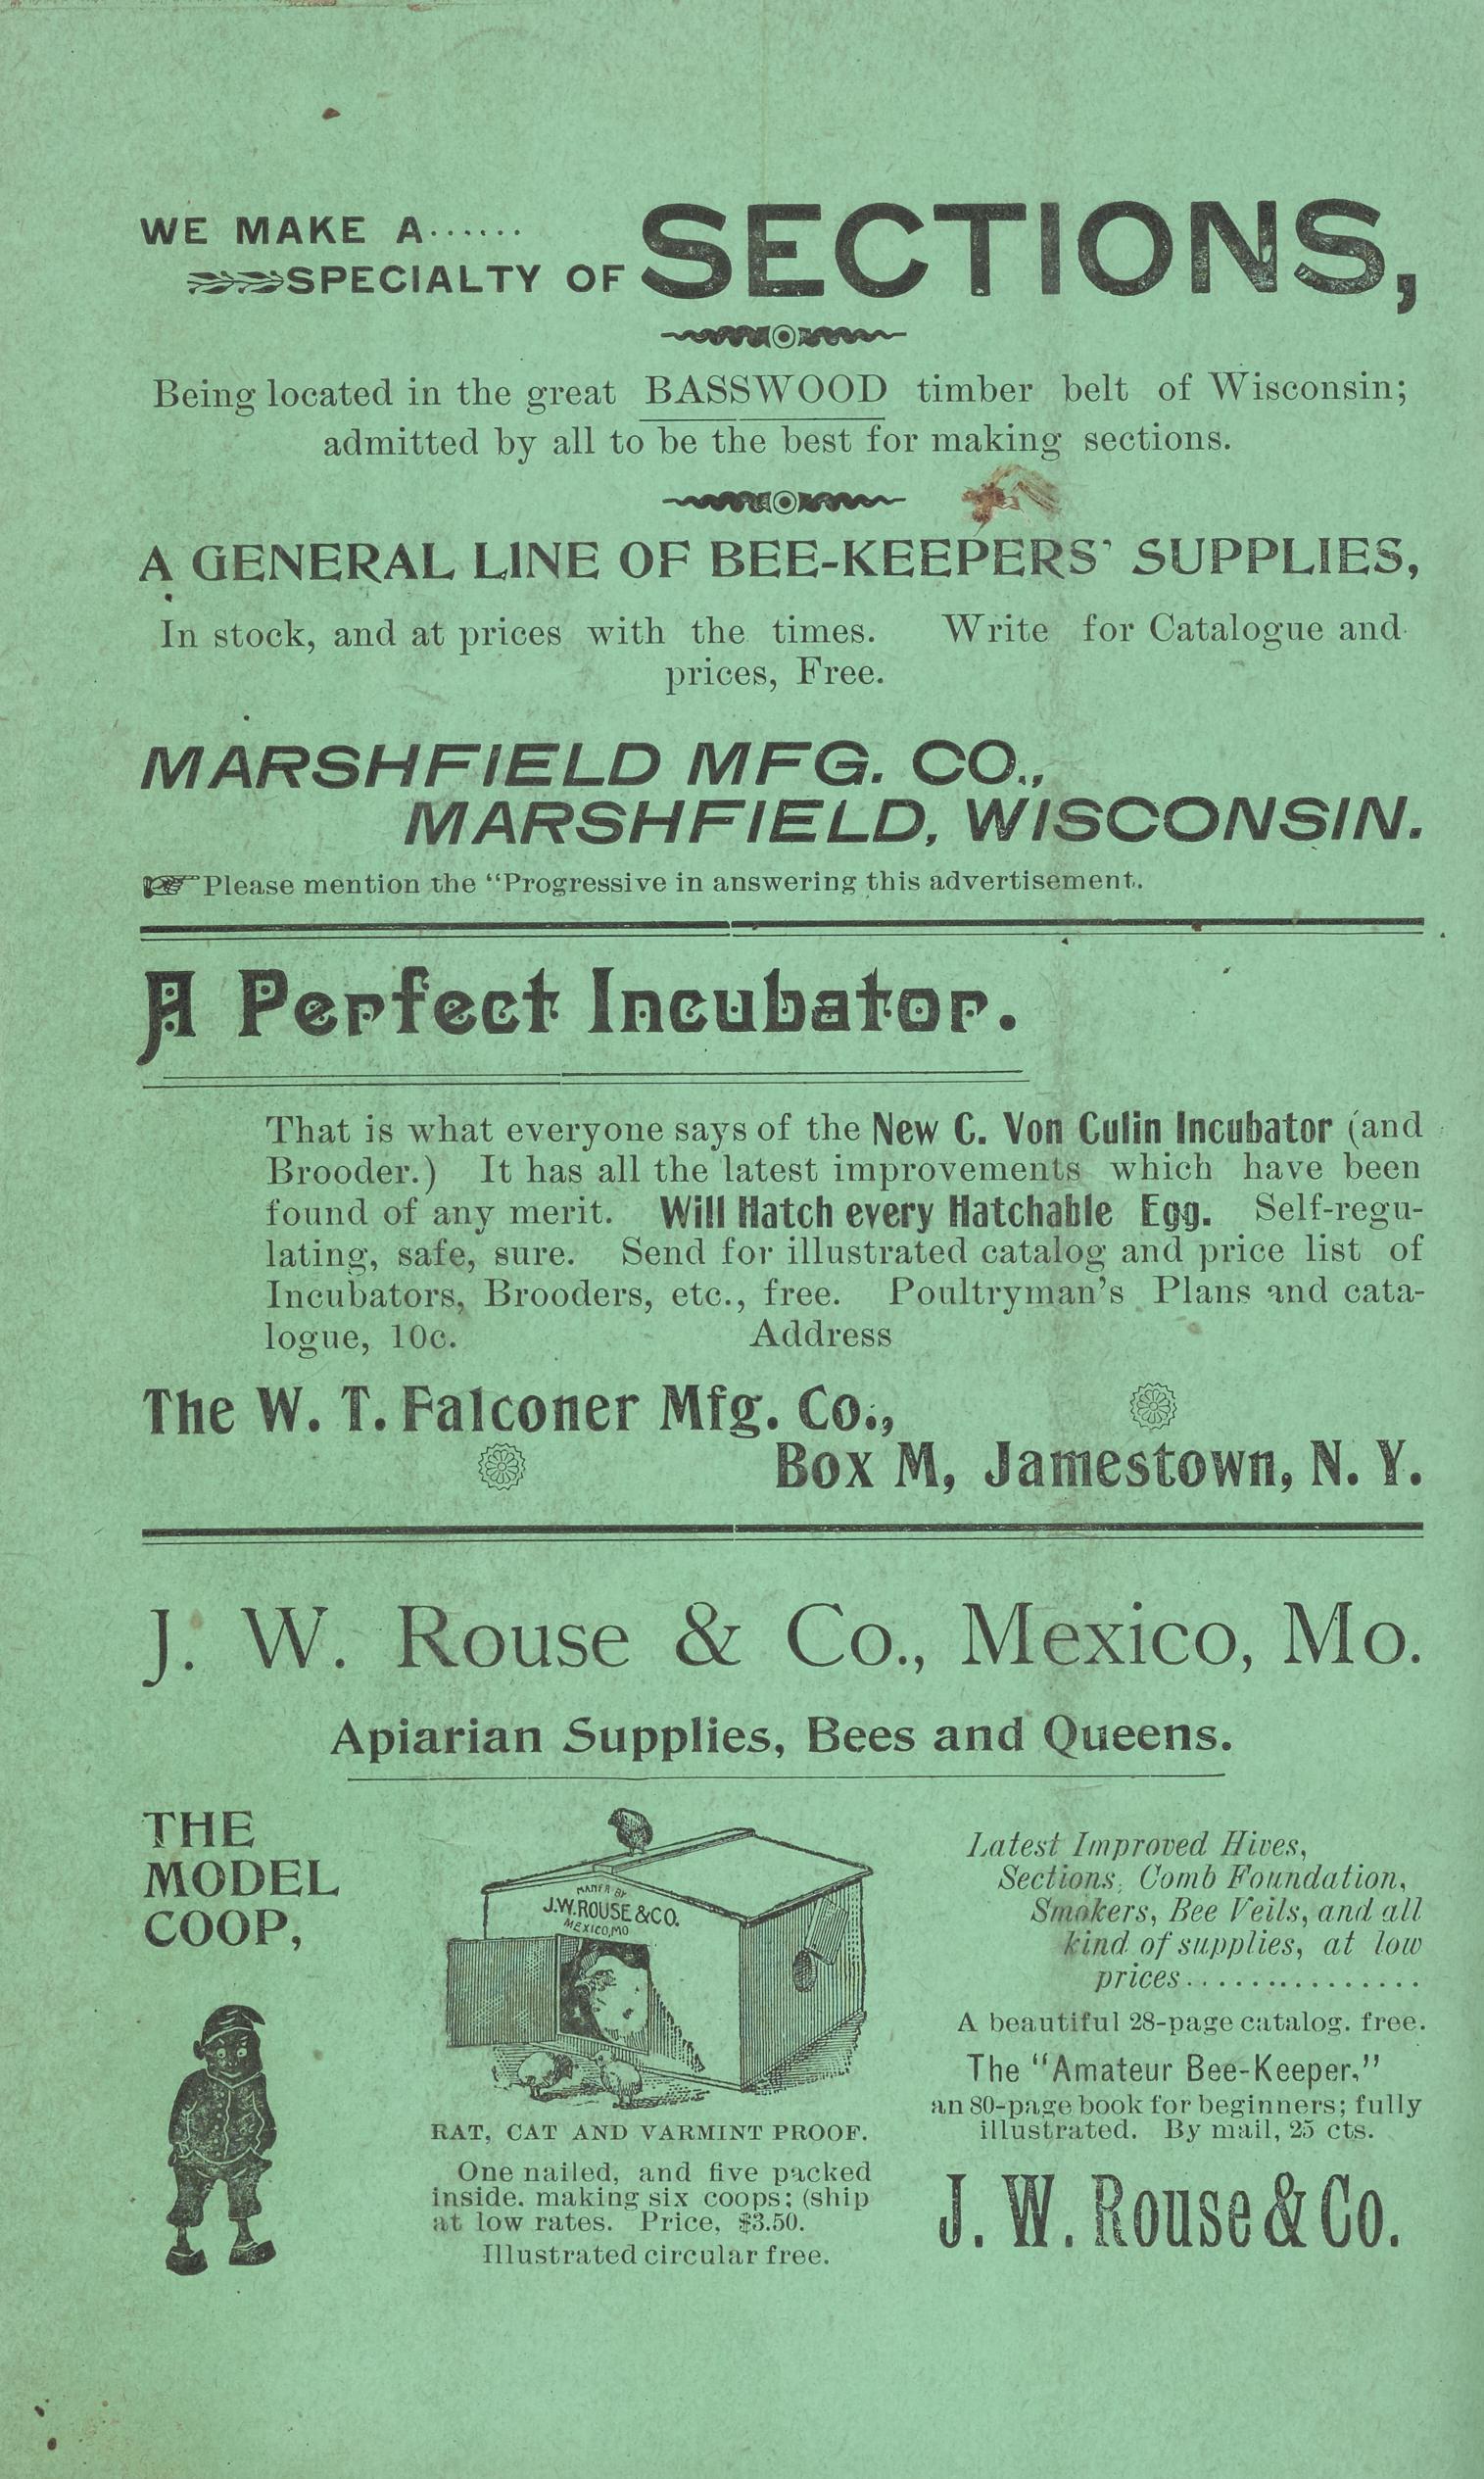 WE MAKE A......
SPECIALTY OF SECTIONS,
Being located in the great BASSWOOD timber belt of Wisconsin;
admitted by all to be the best for making sections.
A GENERAL LINE OF BEE-KEEPERS' SUPPLIES,
In stock, and at prices with the times. Write for Catalogue and
prices, Free.
MARSHFIELD MFG. CO.,
MARSHFIELD, WISCONSIN.
☞Please mention the "Progressive in answering this advertisement.
A Perfect Incubator.
That is what everyone says of the New C. Von Culin Incubator (and
Brooder.) It has all the latest improvements which have been
found of any merit. Will Hatch every Hatchable Egg. Self-regu-
lating, safe, sure. Send for illustrated catalog and price list of
Incubators, Brooders, etc., free. Poultryman's Plans and cata-
logue, 10c. Address
The W. T. Falconer Mfg. Co.,
Box M, Jamestown, N. Y.
J. W. Rouse & Co., Mexico, Mo.
Apiarian Supplies, Bees and Queens.
THE
MODEL
COOP,
MANF'R BY
J.W.ROUSE & CO.
MEXICO, MO
RAT, CAT AND VARMINT PROOF.
One nailed, and five packed
inside. making six coops; (ship
at low rates. Price, $3.50.
Illustrated circular free.
Latest Improved Hives,
Sections, Comb Foundation,
Smokers, Bee Veils, and all
kind of supplies, at low
prices...............
A beautiful 28-page catalog. free.
The "Amateur Bee-Keeper,"
an 80-page book for beginners; fully
illustrated. By mail, 25 cts.
J. W. Rouse & Co.